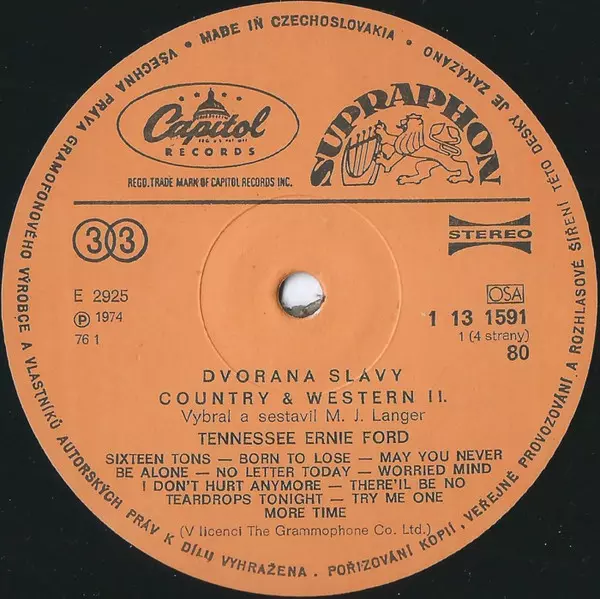 VŠECHNA PRÁVA GRAMOFONOVÉHO VÝROBCE A VLASTNÍKŮ AUTORSKÝCH PRÁV K DÍLU VYHRAŽENA. POŘIZOVÁNÍ KOPIÍ, VEŘEJNÉ PROVOZOVÁNÍ A ROZHLASOVÉ ŠÍŘENÍ TÉTO DESKY JE ZAKÁZÁNO • MADE IN CZECHOSLOVAKIA •
Capitol
RECORDS
REGD. TRADE MARK OF CAPITOL RECORDS INC.
SUPRAPHON
33
STEREO
E 2925
OSA
℗ 1974
1 13 1591
76 1
1 (4 strany)
80
DVORANA SLÁVY
COUNTRY & WESTERN II.
Vybral a sestavil M. J. Langer
TENNESSEE ERNIE FORD
SIXTEEN TONS — BORN TO LOSE — MAY YOU NEVER
BE ALONE — NO LETTER TODAY — WORRIED MIND
I DON'T HURT ANYMORE — THERE'LL BE NO
TEARDROPS TONIGHT — TRY ME ONE
MORE TIME
(V licenci The Grammophone Co. Ltd.)